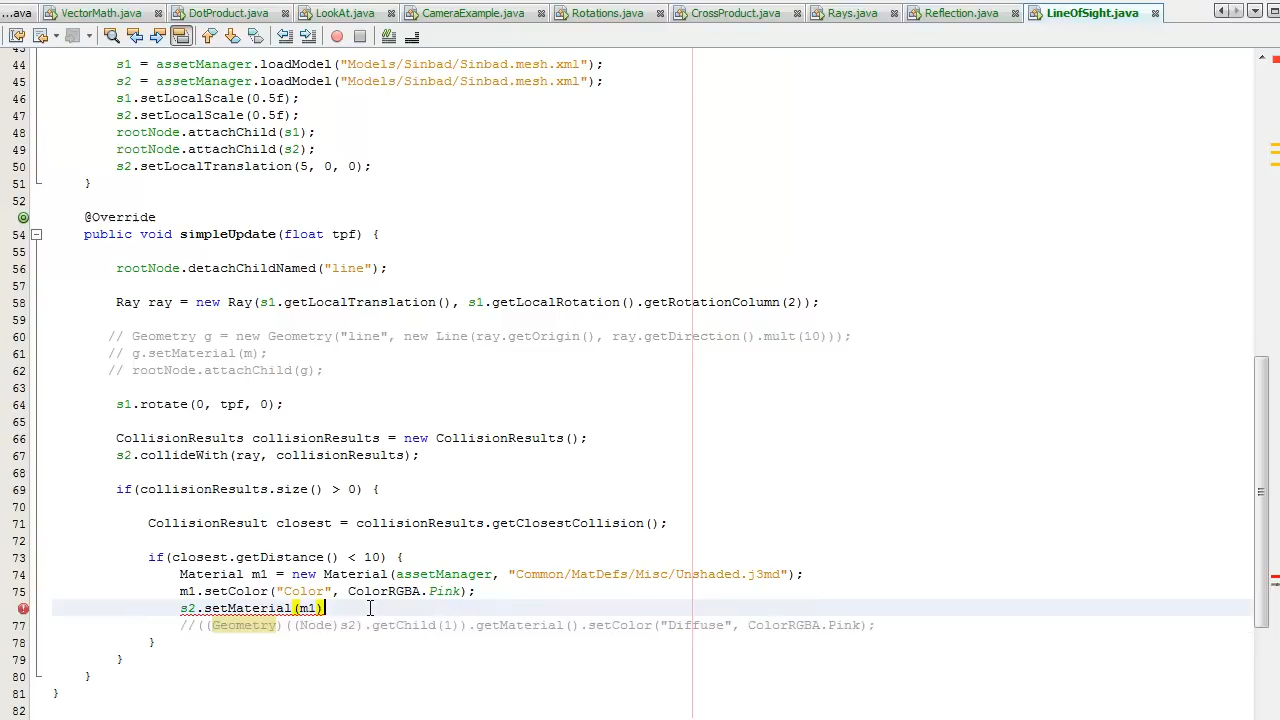 ...ava VectorMath.java DotProduct.java LookAt.java CameraExample.java Rotations.java CrossProduct.java Rays.java Reflection.java LineOfSight.java
44 s1 = assetManager.loadModel("Models/Sinbad/Sinbad.mesh.xml");
45 s2 = assetManager.loadModel("Models/Sinbad/Sinbad.mesh.xml");
46 s1.setLocalScale(0.5f);
47 s2.setLocalScale(0.5f);
48 rootNode.attachChild(s1);
49 rootNode.attachChild(s2);
50 s2.setLocalTranslation(5, 0, 0);
51 }
52
@Override
54 public void simpleUpdate(float tpf) {
55
56 rootNode.detachChildNamed("line");
57
58 Ray ray = new Ray(s1.getLocalTranslation(), s1.getLocalRotation().getRotationColumn(2));
59
60 // Geometry g = new Geometry("line", new Line(ray.getOrigin(), ray.getDirection().mult(10)));
61 // g.setMaterial(m);
62 // rootNode.attachChild(g);
63
64 s1.rotate(0, tpf, 0);
65
66 CollisionResults collisionResults = new CollisionResults();
67 s2.collideWith(ray, collisionResults);
68
69 if(collisionResults.size() > 0) {
70
71 CollisionResult closest = collisionResults.getClosestCollision();
72
73 if(closest.getDistance() < 10) {
74 Material m1 = new Material(assetManager, "Common/MatDefs/Misc/Unshaded.j3md");
75 m1.setColor("Color", ColorRGBA.Pink);
s2.setMaterial(m1)
77 //((Geometry)((Node)s2).getChild(1)).getMaterial().setColor("Diffuse", ColorRGBA.Pink);
78 }
79 }
80 }
81 }
82